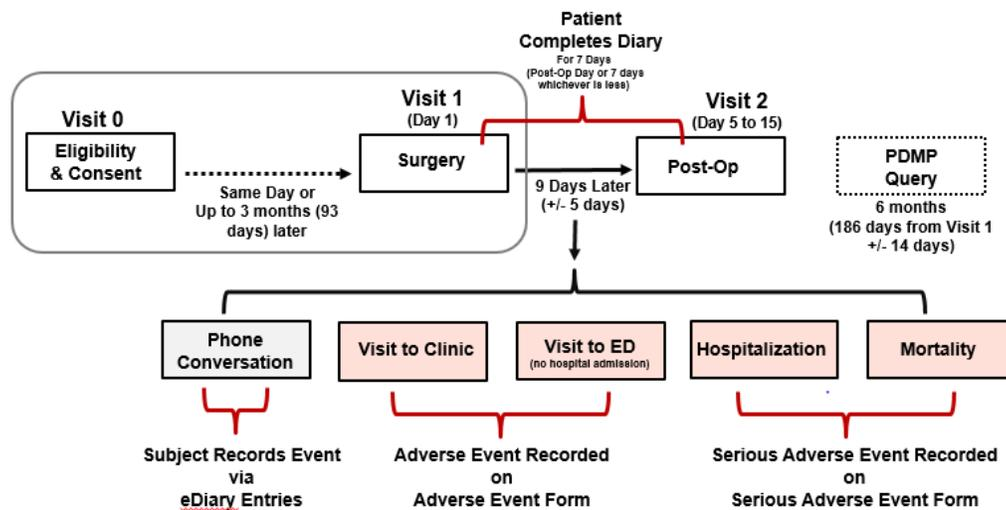 Patient
Completes Diary
For 7 Days
(Post-Op Day or 7 days
whichever is less)
Visit 0
Eligibility
& Consent
Same Day or
Up to 3 months (93
days) later
Visit 1
(Day 1)
Surgery
9 Days Later
(+/- 5 days)
Visit 2
(Day 5 to 15)
Post-Op
PDMP
Query
6 months
(186 days from Visit 1
+/- 14 days)
Phone
Conversation
Visit to Clinic
Visit to ED
(no hospital admission)
Hospitalization
Mortality
Subject Records Event
via
eDiary Entries
Adverse Event Recorded
on
Adverse Event Form
Serious Adverse Event Recorded
on
Serious Adverse Event Form